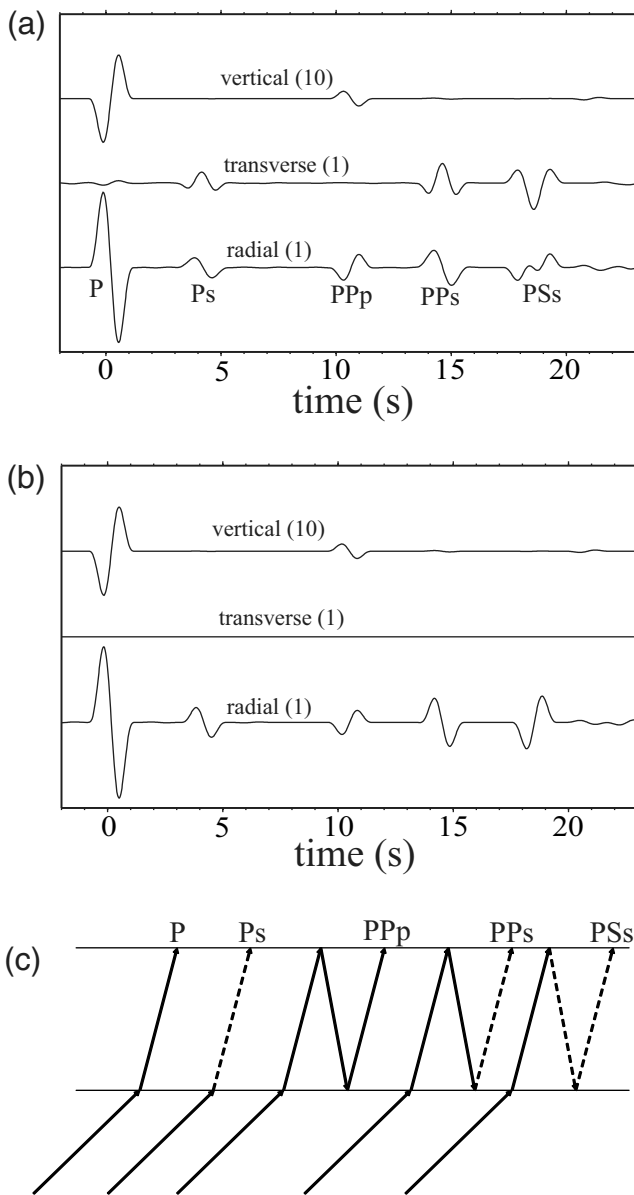 (a)
vertical (10)
transverse (1)
radial (1)
P Ps PPp PPs PSs
0 5 10 15 20
time (s)
(b)
vertical (10)
transverse (1)
radial (1)
0 5 10 15 20
time (s)
(c)
P Ps PPp PPs PSs